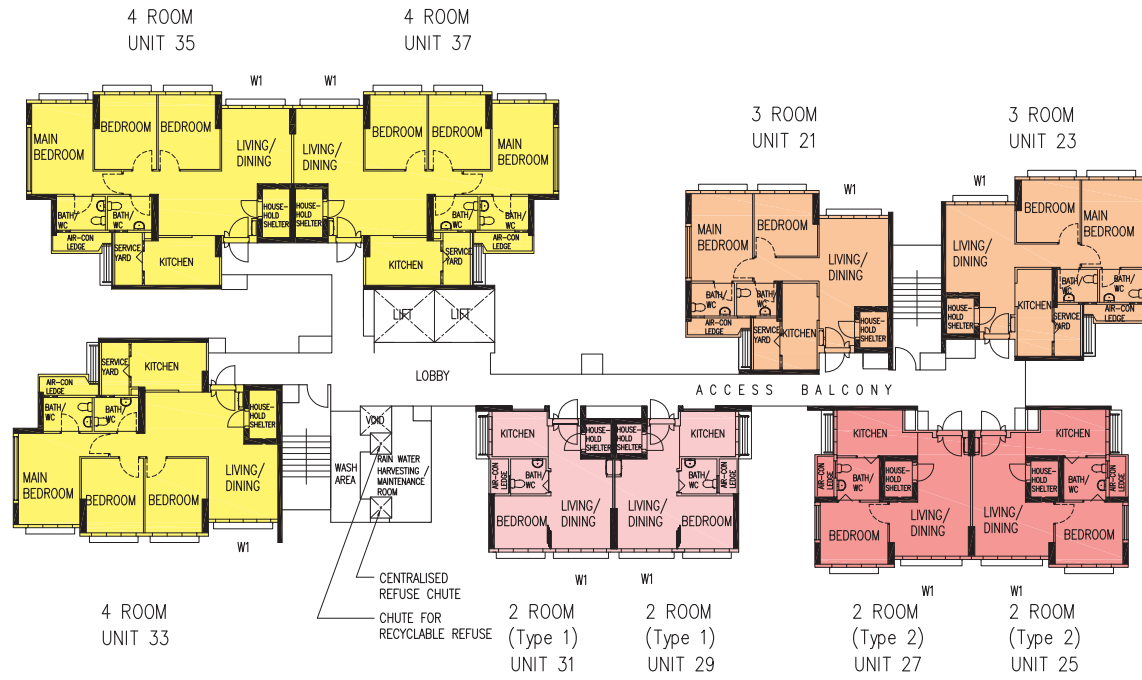 4 ROOM
UNIT 35
4 ROOM
UNIT 37
W1
W1
MAIN
BEDROOM
BEDROOM
BEDROOM
LIVING/
DINING
LIVING/
DINING
BEDROOM
BEDROOM
MAIN
BEDROOM
BATH/
WC
BATH/
WC
HOUSE-
HOLD
SHELTER
HOUSE-
HOLD
SHELTER
BATH/
WC
BATH/
WC
AIR-CON
LEDGE
SERVICE
YARD
KITCHEN
KITCHEN
SERVICE
YARD
AIR-CON
LEDGE
LIFT
LIFT
3 ROOM
UNIT 21
3 ROOM
UNIT 23
W1
W1
MAIN
BEDROOM
BEDROOM
LIVING/
DINING
BATH/
WC
BATH/
WC
AIR-CON
LEDGE
SERVICE
YARD
KITCHEN
HOUSE-
HOLD
SHELTER
LIVING/
DINING
BEDROOM
MAIN
BEDROOM
HOUSE-
HOLD
SHELTER
KITCHEN
BATH/
WC
BATH/
WC
SERVICE
YARD
AIR-CON
LEDGE
LOBBY
ACCESS BALCONY
AIR-CON
LEDGE
SERVICE
YARD
KITCHEN
BATH/
WC
BATH/
WC
HOUSE-
HOLD
SHELTER
MAIN
BEDROOM
BEDROOM
BEDROOM
LIVING/
DINING
W1
4 ROOM
UNIT 33
VOID
WASH
AREA
RAIN WATER
HARVESTING/
MAINTENANCE
ROOM
CENTRALISED
REFUSE CHUTE
CHUTE FOR
RECYCLABLE REFUSE
KITCHEN
HOUSE-
HOLD
SHELTER
HOUSE-
HOLD
SHELTER
KITCHEN
AIR-CON
LEDGE
BATH/
WC
BATH/
WC
AIR-CON
LEDGE
BEDROOM
LIVING/
DINING
LIVING/
DINING
BEDROOM
W1
W1
2 ROOM
(Type 1)
UNIT 31
2 ROOM
(Type 1)
UNIT 29
KITCHEN
KITCHEN
AIR-CON
LEDGE
BATH/
WC
HOUSE-
HOLD
SHELTER
HOUSE-
HOLD
SHELTER
BATH/
WC
AIR-CON
LEDGE
BEDROOM
LIVING/
DINING
LIVING/
DINING
BEDROOM
W1
W1
2 ROOM
(Type 2)
UNIT 27
2 ROOM
(Type 2)
UNIT 25